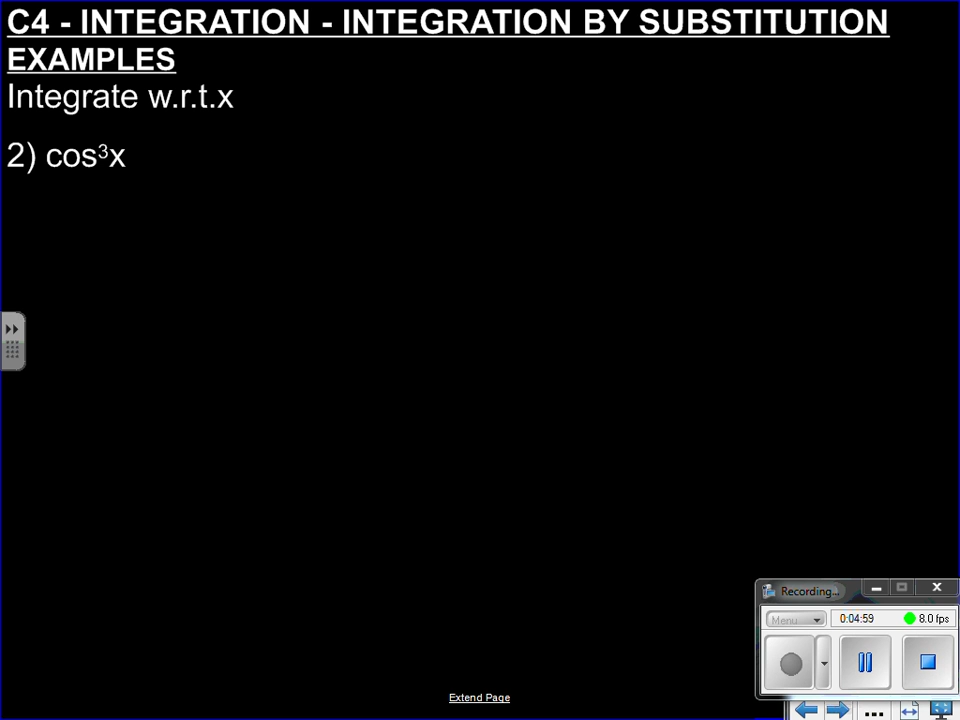 C4 - INTEGRATION - INTEGRATION BY SUBSTITUTION
EXAMPLES
Integrate w.r.t.x
2) cos³x
Recording...
Menu
0:04:59
8.0 fps
Extend Page